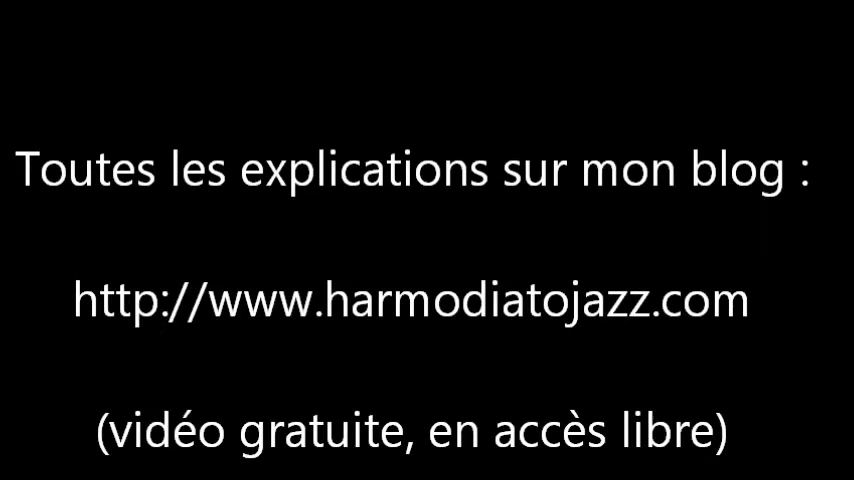 Toutes les explications sur mon blog :
http://www.harmodiatojazz.com
(vidéo gratuite, en accès libre)